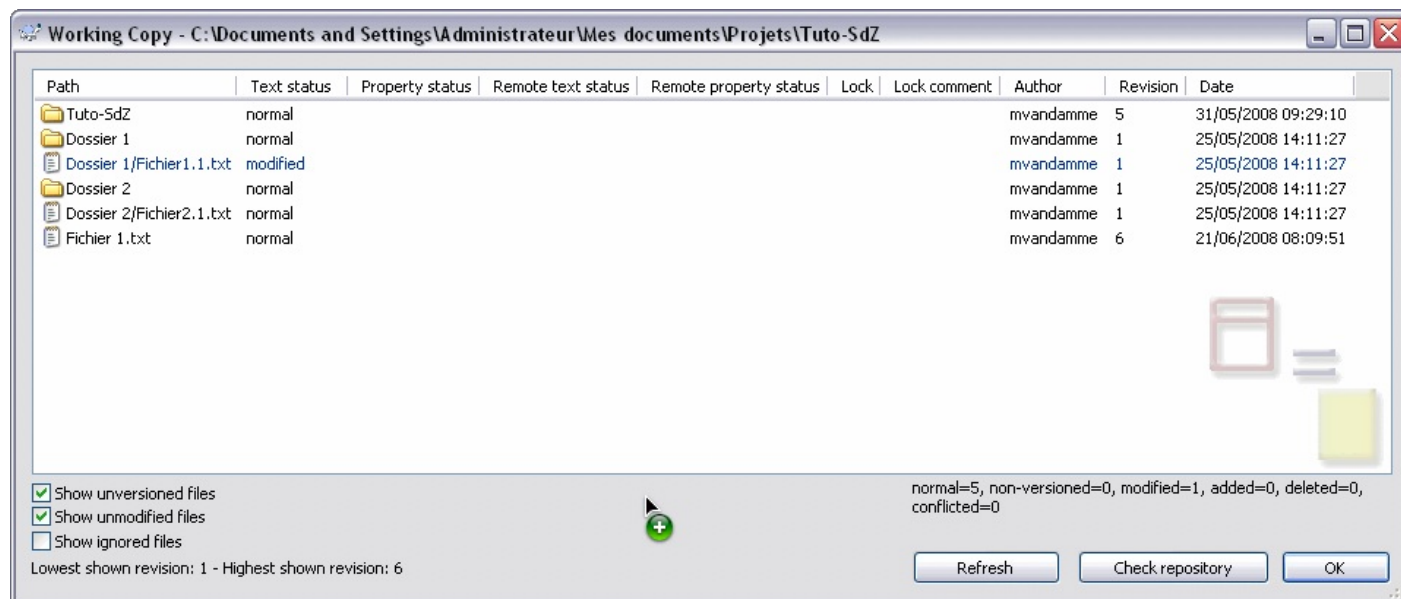 Working Copy - C:\Documents and Settings\Administrateur\Mes documents\Projets\Tuto-SdZ
Path Text status Property status Remote text status Remote property status Lock Lock comment Author Revision Date
Tuto-SdZ normal mvandamme 5 31/05/2008 09:29:10
Dossier 1 normal mvandamme 1 25/05/2008 14:11:27
Dossier 1/Fichier1.1.txt modified mvandamme 1 25/05/2008 14:11:27
Dossier 2 normal mvandamme 1 25/05/2008 14:11:27
Dossier 2/Fichier2.1.txt normal mvandamme 1 25/05/2008 14:11:27
Fichier 1.txt normal mvandamme 6 21/06/2008 08:09:51
Show unversioned files
Show unmodified files
Show ignored files
Lowest shown revision: 1 - Highest shown revision: 6
normal=5, non-versioned=0, modified=1, added=0, deleted=0,
conflicted=0
Refresh Check repository OK